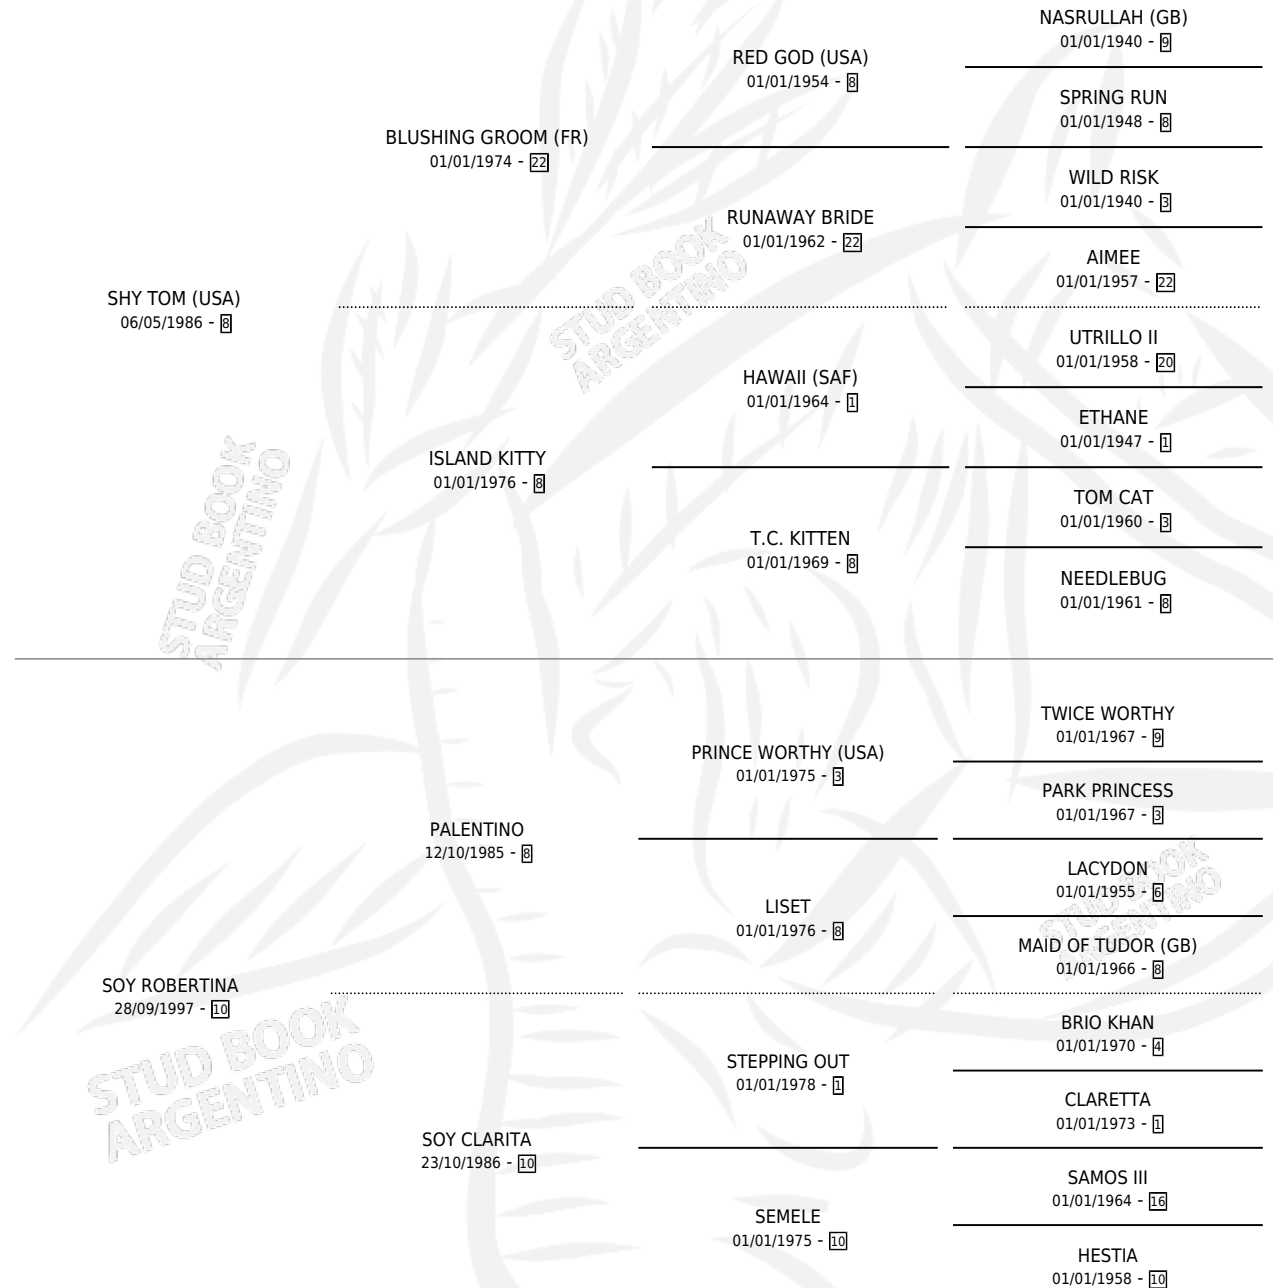 NASRULLAH (GB)
01/01/1940 - 9
RED GOD (USA)
01/01/1954 - 8
SPRING RUN
01/01/1948 - 8
BLUSHING GROOM (FR)
01/01/1974 - 22
WILD RISK
01/01/1940 - 3
RUNAWAY BRIDE
01/01/1962 - 22
AIMEE
01/01/1957 - 22
SHY TOM (USA)
06/05/1986 - 8
STUD BOOK
ARGENTINO
UTRILLO II
01/01/1958 - 20
HAWAII (SAF)
01/01/1964 - 1
ETHANE
01/01/1947 - 1
ISLAND KITTY
01/01/1976 - 8
STUD BOOK
ARGENTINO
TOM CAT
01/01/1960 - 3
T.C. KITTEN
01/01/1969 - 8
NEEDLEBUG
01/01/1961 - 8
TWICE WORTHY
01/01/1967 - 9
PRINCE WORTHY (USA)
01/01/1975 - 3
PARK PRINCESS
01/01/1967 - 3
PALENTINO
12/10/1985 - 8
LACYDON
01/01/1955 - 6
STUD BOOK
ARGENTINO
LISET
01/01/1976 - 8
MAID OF TUDOR (GB)
01/01/1966 - 8
SOY ROBERTINA
28/09/1997 - 10
STUD BOOK
ARGENTINO
BRIO KHAN
01/01/1970 - 4
STEPPING OUT
01/01/1978 - 1
CLARETTA
01/01/1973 - 1
SOY CLARITA
23/10/1986 - 10
SAMOS III
01/01/1964 - 16
SEMELE
01/01/1975 - 10
HESTIA
01/01/1958 - 10